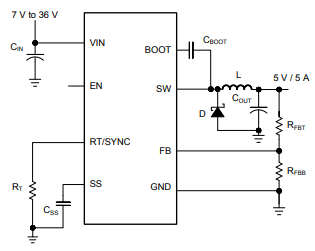 7 V to 36 V
CIN
VIN
BOOT
CBOOT
EN
SW
L
5 V / 5 A
COUT
D
RFBT
RT/SYNC
FB
RT
SS
RFBB
CSS
GND